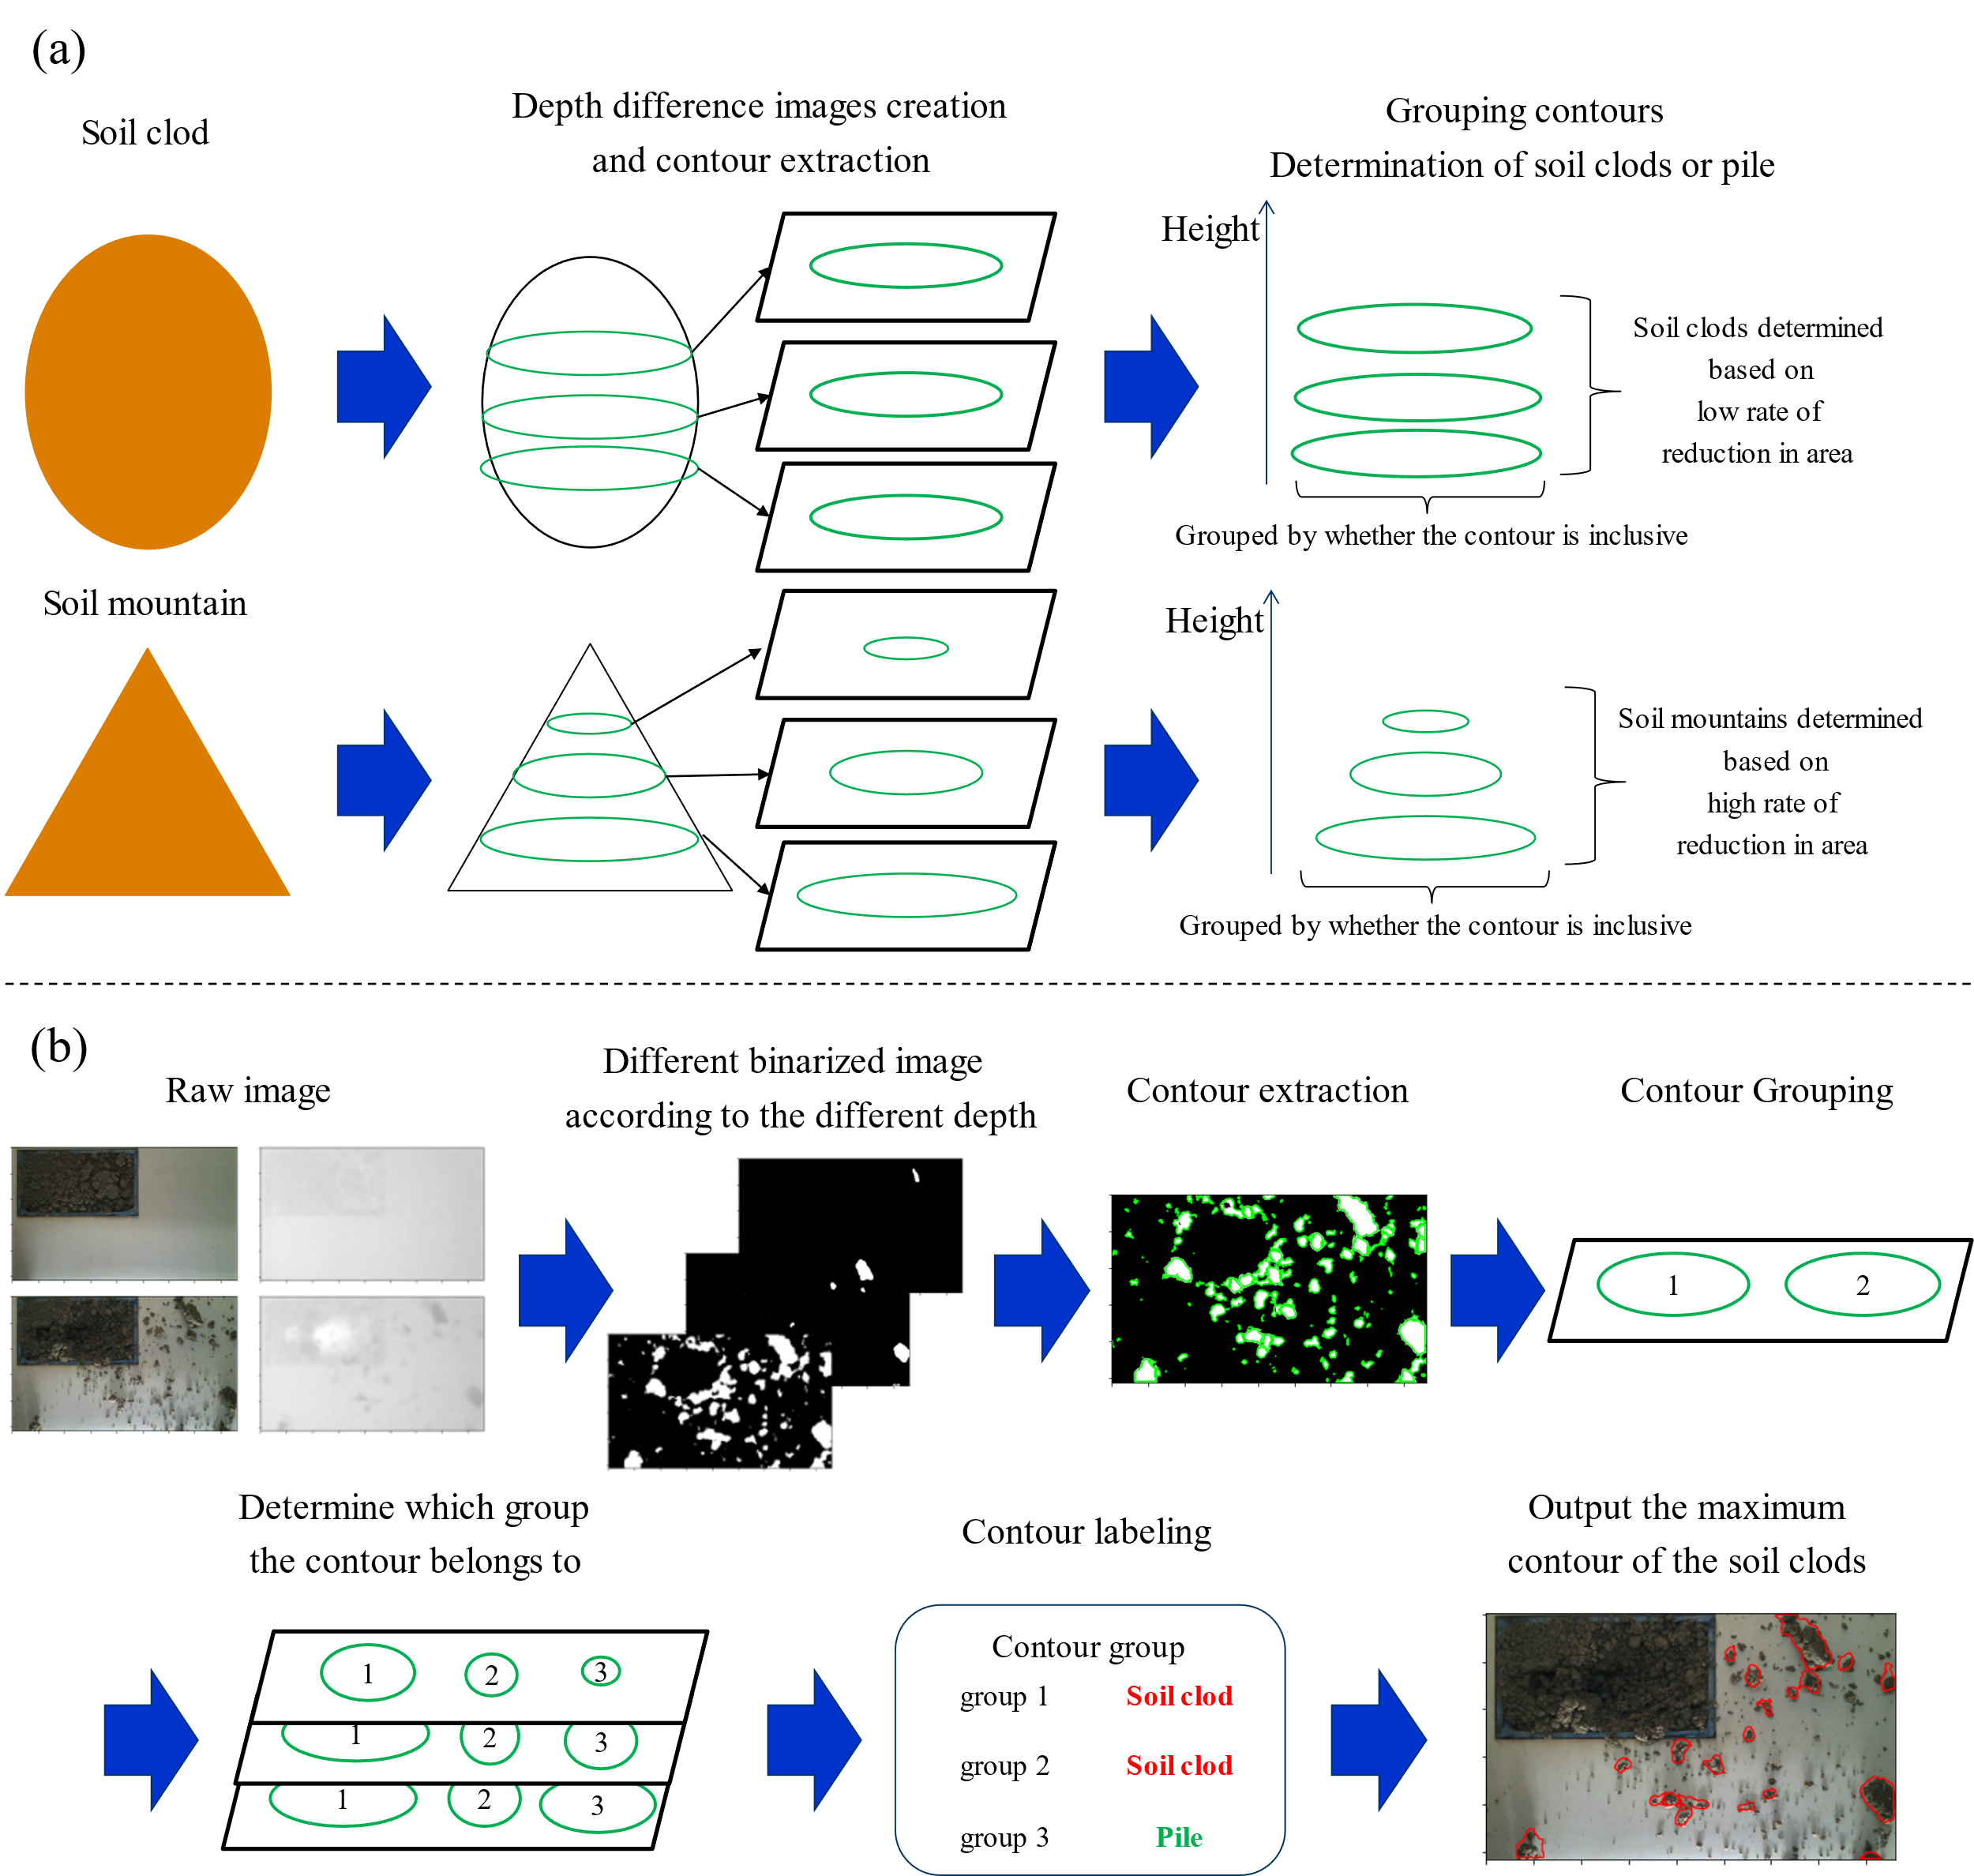 (a)
Soil clod
Depth difference images creation
and contour extraction
Grouping contours
Determination of soil clods or pile
Height
Soil clods determined
based on
low rate of
reduction in area
Grouped by whether the contour is inclusive
Soil mountain
Height
Soil mountains determined
based on
high rate of
reduction in area
Grouped by whether the contour is inclusive
(b)
Raw image
Different binarized image
according to the different depth
Contour extraction
Contour Grouping
1 2
Determine which group
the contour belongs to
1 2 3
1 2 3
1 2 3
Contour labeling
Contour group
group 1 Soil clod
group 2 Soil clod
group 3 Pile
Output the maximum
contour of the soil clods